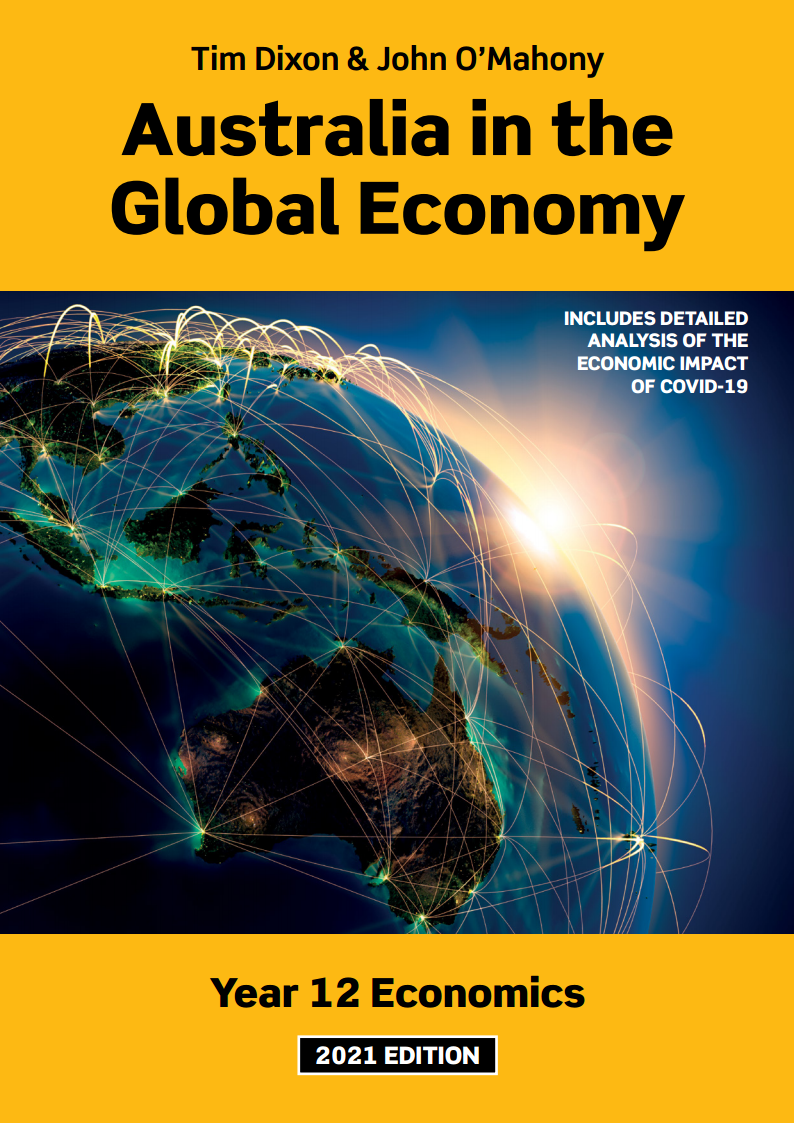 Tim Dixon & John O’Mahony
Australia in the
Global Economy
INCLUDES DETAILED
ANALYSIS OF THE
ECONOMIC IMPACT
OF COVID-19
Year 12 Economics
2021 EDITION